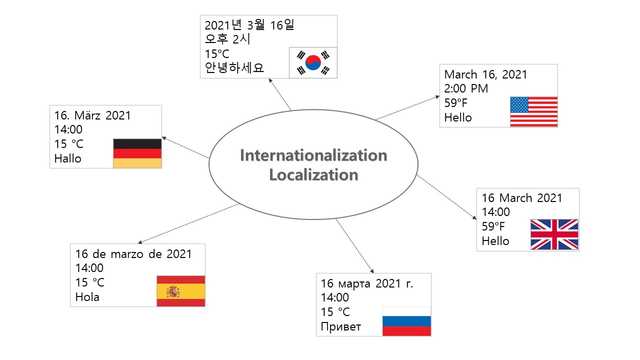 2021년 3월 16일
오후 2시
15°C
안녕하세요
March 16, 2021
2:00 PM
59°F
Hello
16. März 2021
14:00
15 °C
Hallo
Internationalization
Localization
16 March 2021
14:00
59°F
Hello
16 de marzo de 2021
14:00
15 °C
Hola
16 марта 2021 г.
14:00
15 °C
Привет